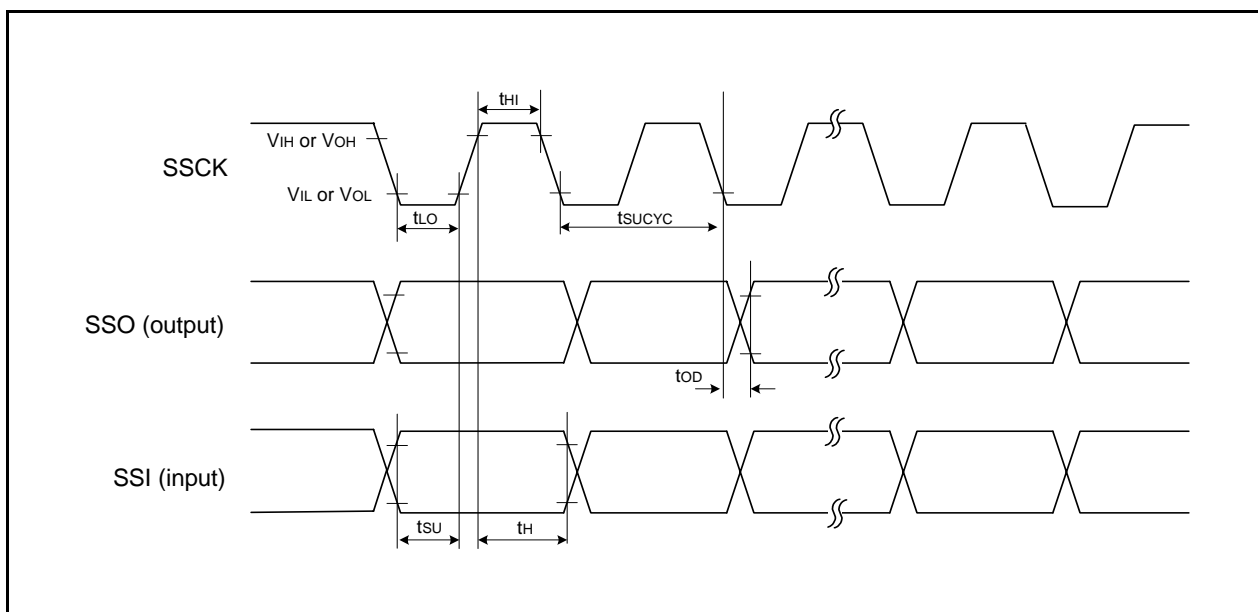 tHI
VIH or VOH
SSCK
VIL or VOL
tLO
tSUCYC
SSO (output)
tOD
SSI (input)
tSU
tH